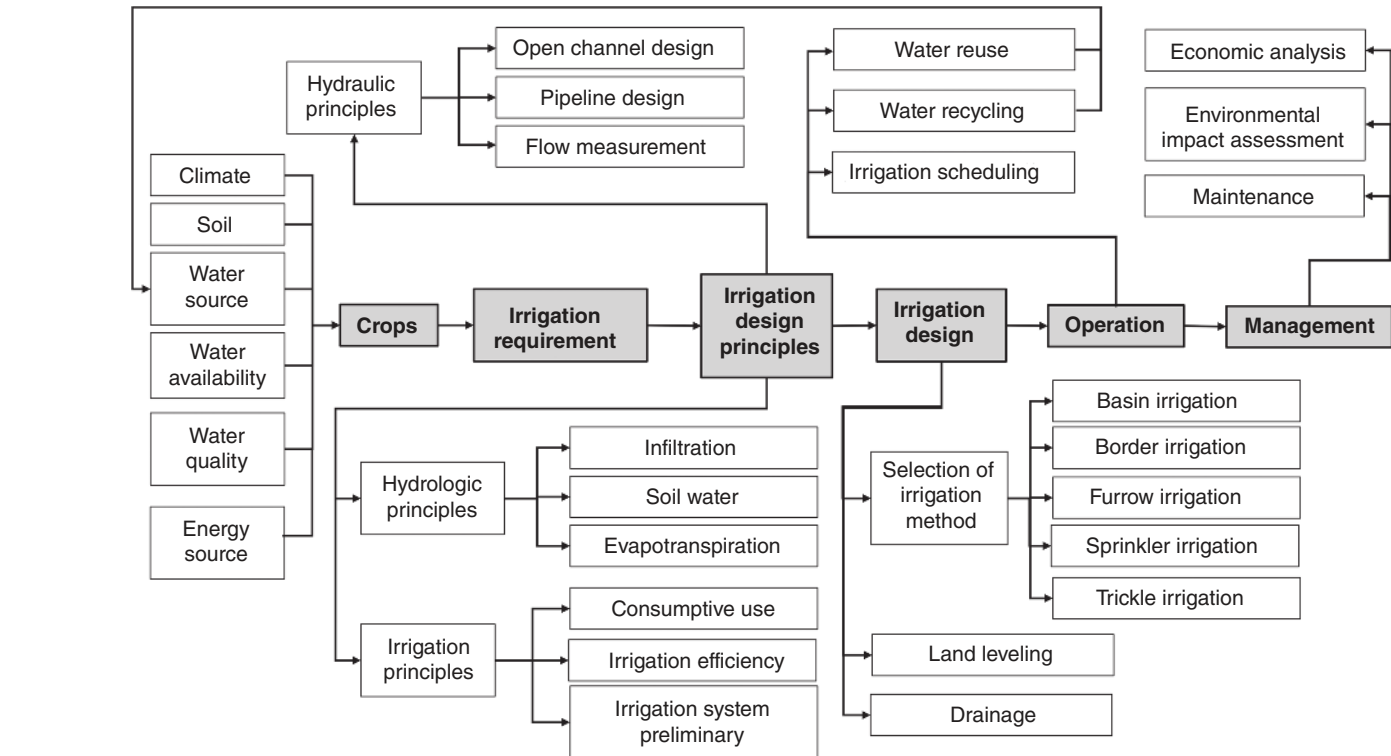 Open channel design
Pipeline design
Flow measurement
Hydraulic
principles
Water reuse
Water recycling
Irrigation scheduling
Economic analysis
Environmental
impact assessment
Maintenance
Climate
Soil
Water
source
Water
availability
Water
quality
Energy
source
Crops
Irrigation
requirement
Irrigation
design
principles
Irrigation
design
Operation
Management
Hydrologic
principles
Infiltration
Soil water
Evapotranspiration
Irrigation
principles
Consumptive use
Irrigation efficiency
Irrigation system
preliminary
Selection of
irrigation
method
Basin irrigation
Border irrigation
Furrow irrigation
Sprinkler irrigation
Trickle irrigation
Land leveling
Drainage